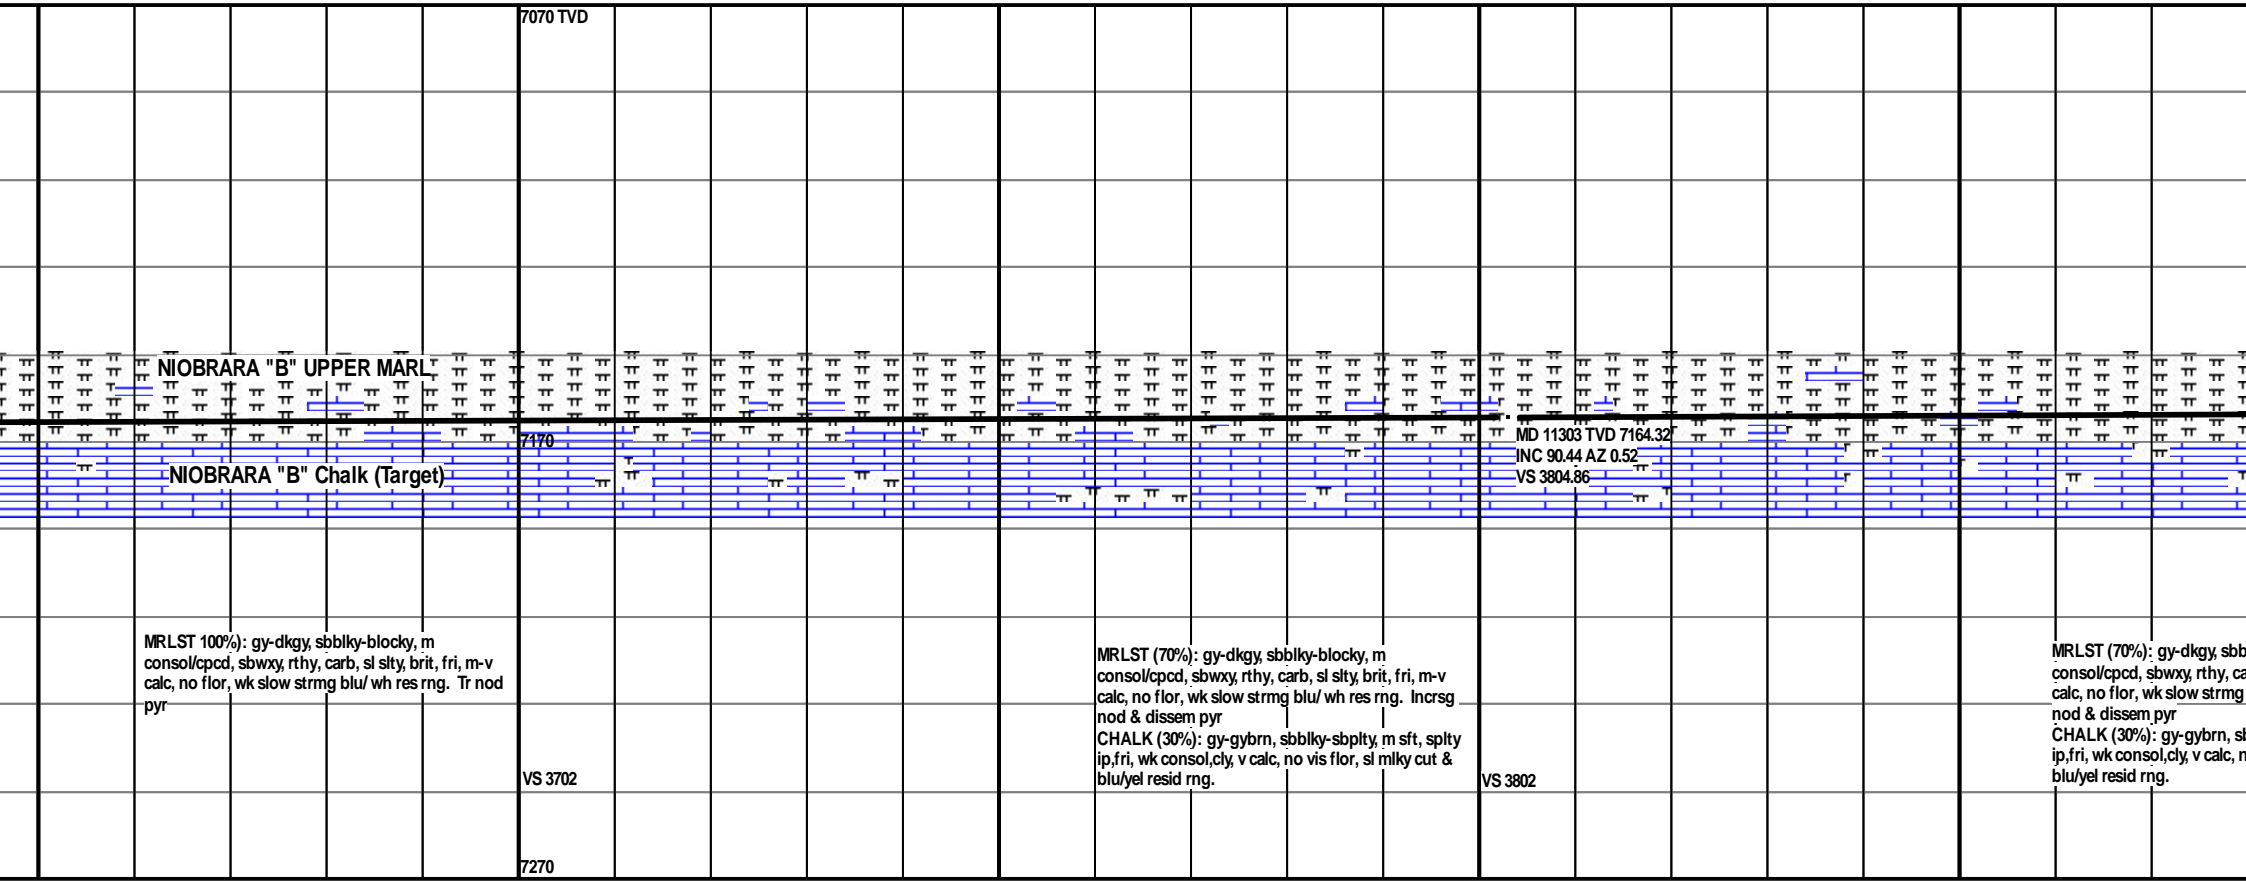 7070 TVD
NIOBRARA "B" UPPER MARL
7170
NIOBRARA "B" Chalk (Target)
MD 11303 TVD 7164.32
INC 90.44 AZ 0.52
VS 3804.86
MRLST 100%): gy-dkgy, sbblky-blocky, m
consol/cpcd, sbwxy, rthy, carb, sl slty, brit, fri, m-v
calc, no flor, wk slow strmg blu/ wh res rng. Tr nod
pyr
MRLST (70%): gy-dkgy, sbblky-blocky, m
consol/cpcd, sbwxy, rthy, carb, sl slty, brit, fri, m-v
calc, no flor, wk slow strmg blu/ wh res rng. Incrsg
nod & dissem pyr
CHALK (30%): gy-gybrn, sbblky-sbplty, m sft, splty
ip,fri, wk consol,cly, v calc, no vis flor, sl mlky cut &
blu/yel resid rng.
MRLST (70%): gy-dkgy, sbb
consol/cpcd, sbwxy, rthy, ca
calc, no flor, wk slow strmg
nod & dissem pyr
CHALK (30%): gy-gybrn, sb
ip,fri, wk consol,cly, v calc, n
blu/yel resid rng.
VS 3702
VS 3802
7270